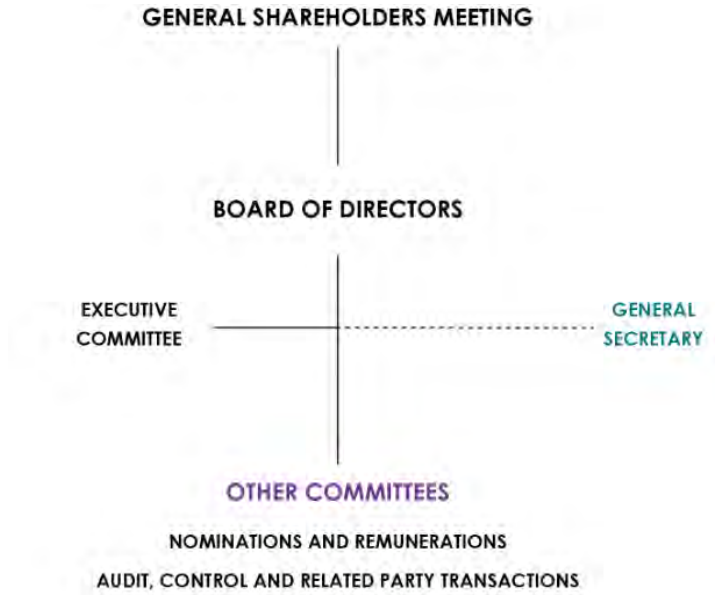 GENERAL SHAREHOLDERS MEETING
BOARD OF DIRECTORS
EXECUTIVE
COMMITTEE
GENERAL
SECRETARY
OTHER COMMITTEES
NOMINATIONS AND REMUNERATIONS
AUDIT, CONTROL AND RELATED PARTY TRANSACTIONS